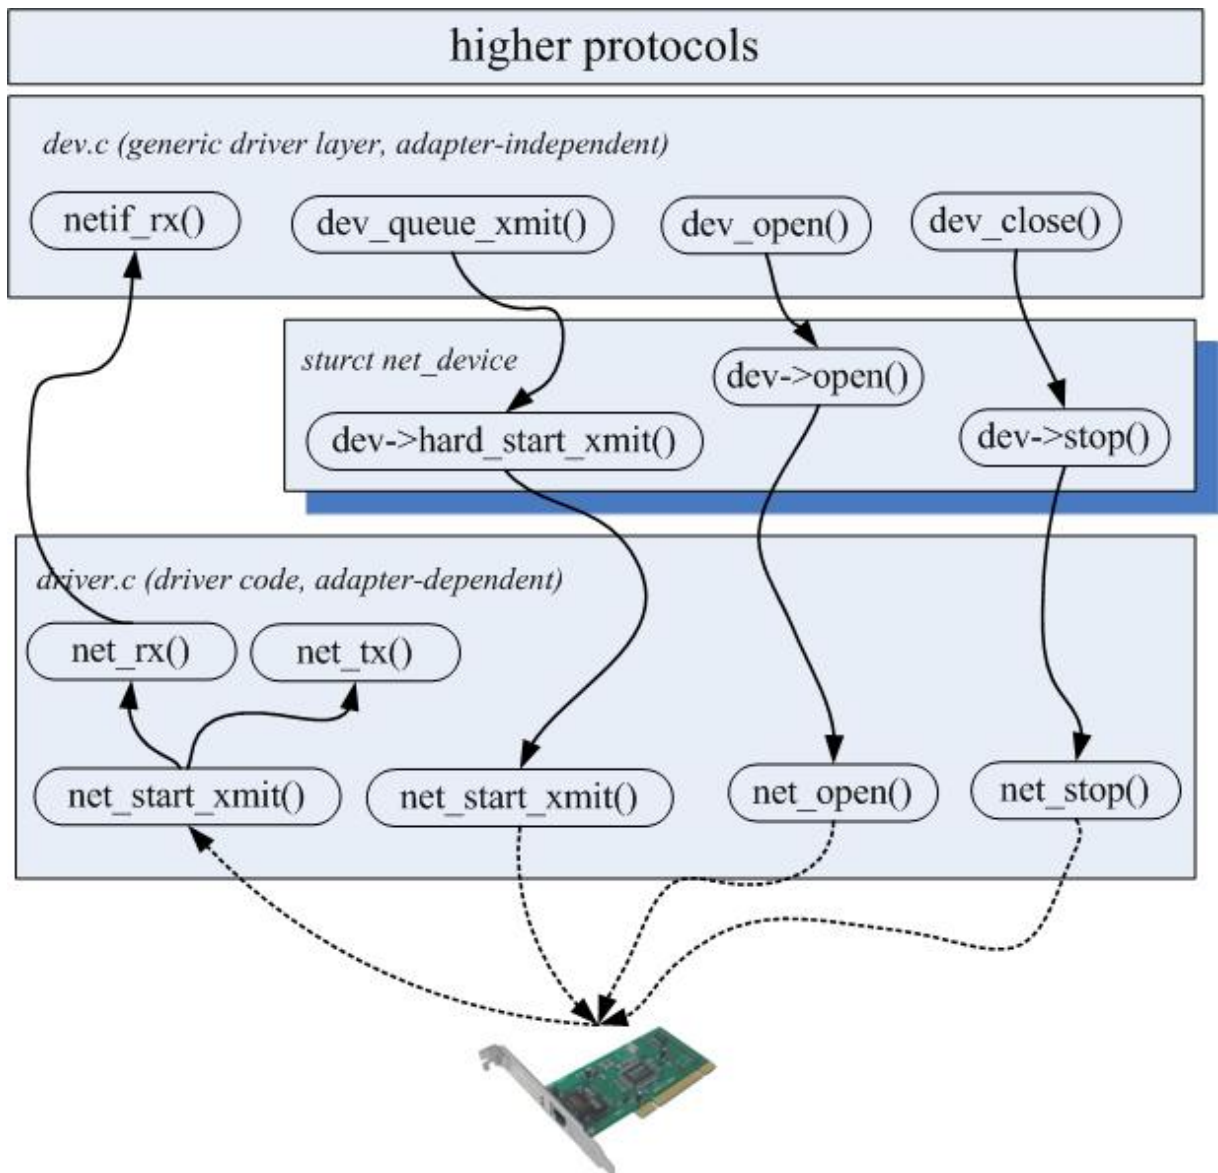 higher protocols
dev.c (generic driver layer, adapter-independent)
netif_rx()
dev_queue_xmit()
dev_open()
dev_close()
sturct net_device
dev->open()
dev->hard_start_xmit()
dev->stop()
driver.c (driver code, adapter-dependent)
net_rx()
net_tx()
net_start_xmit()
net_start_xmit()
net_open()
net_stop()